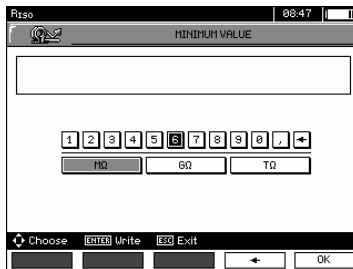 RISO 08:47
MINIMUM VALUE
1 2 3 4 5 6 7 8 9 0 , ←
MΩ GΩ TΩ
Choose ENTER Write ESC Exit
← OK